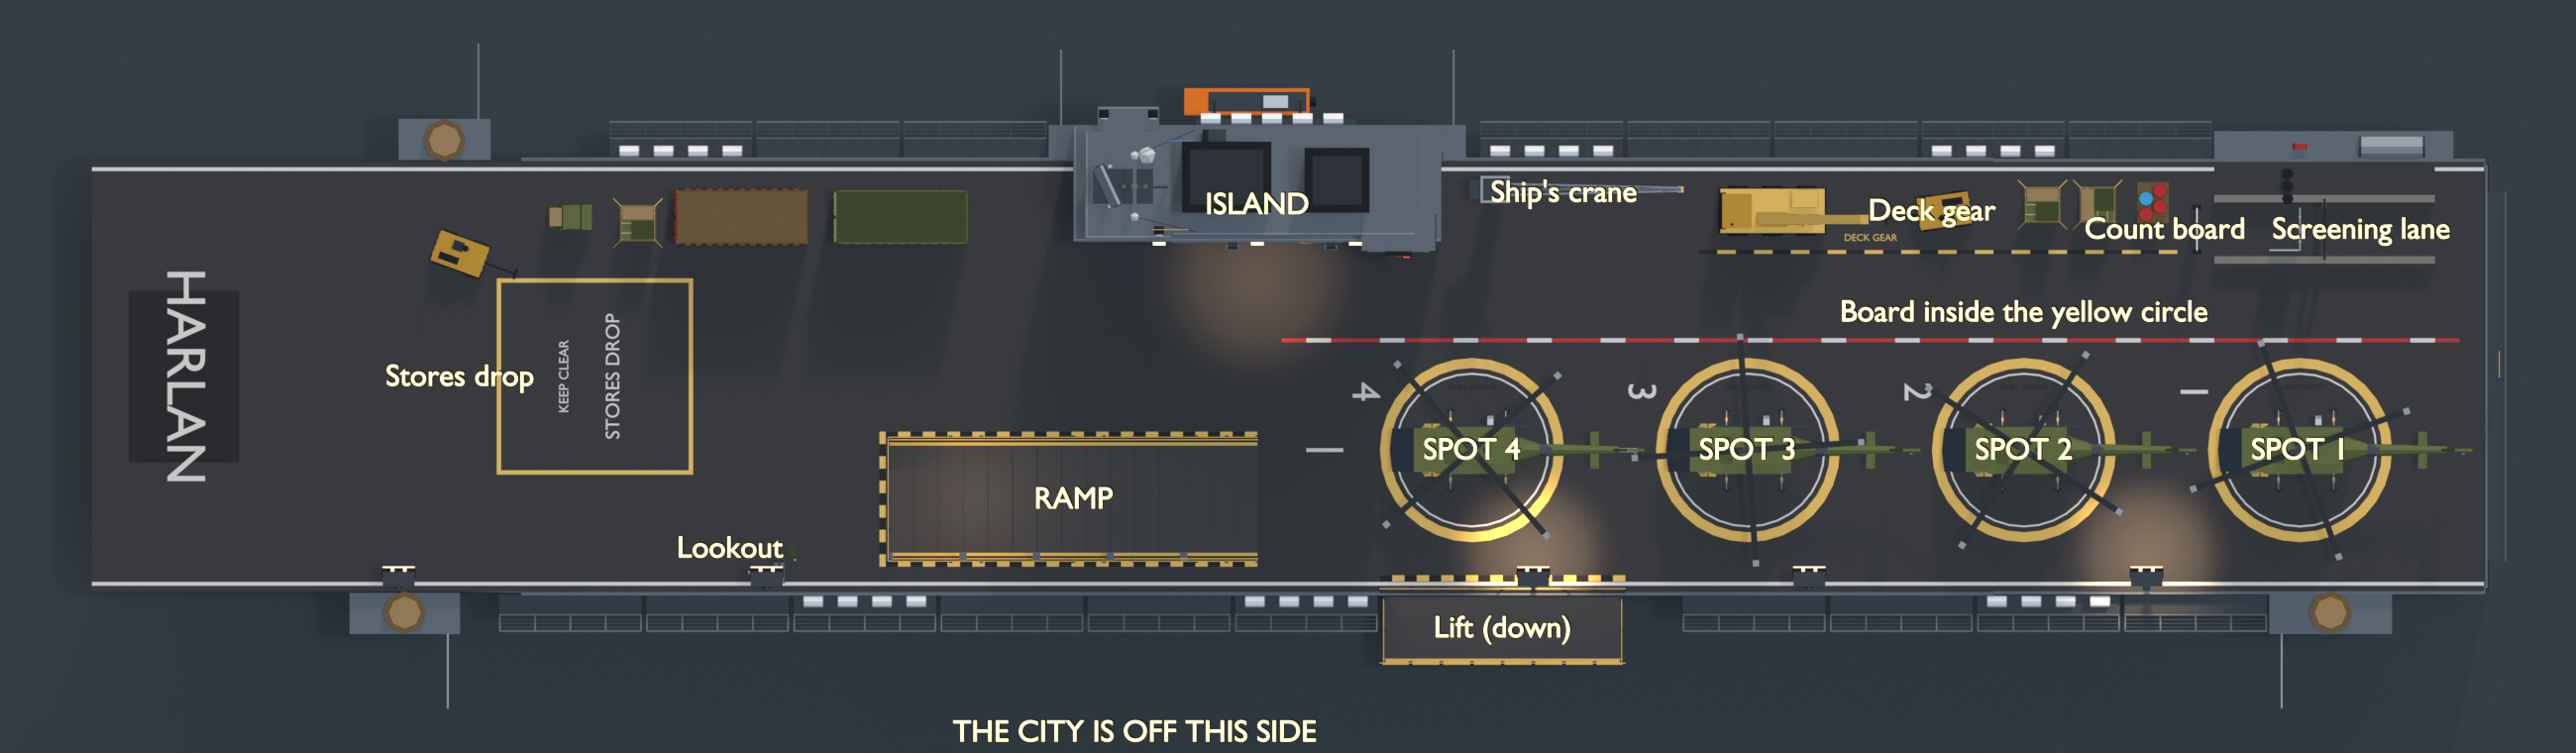 ISLAND
Ship's crane
Deck gear
DECK GEAR
Count board
Screening lane
Board inside the yellow circle
HARLAN
Stores drop
KEEP CLEAR
STORES DROP
4
3
2
1
SPOT 4
SPOT 3
SPOT 2
SPOT 1
RAMP
Lookout
Lift (down)
THE CITY IS OFF THIS SIDE